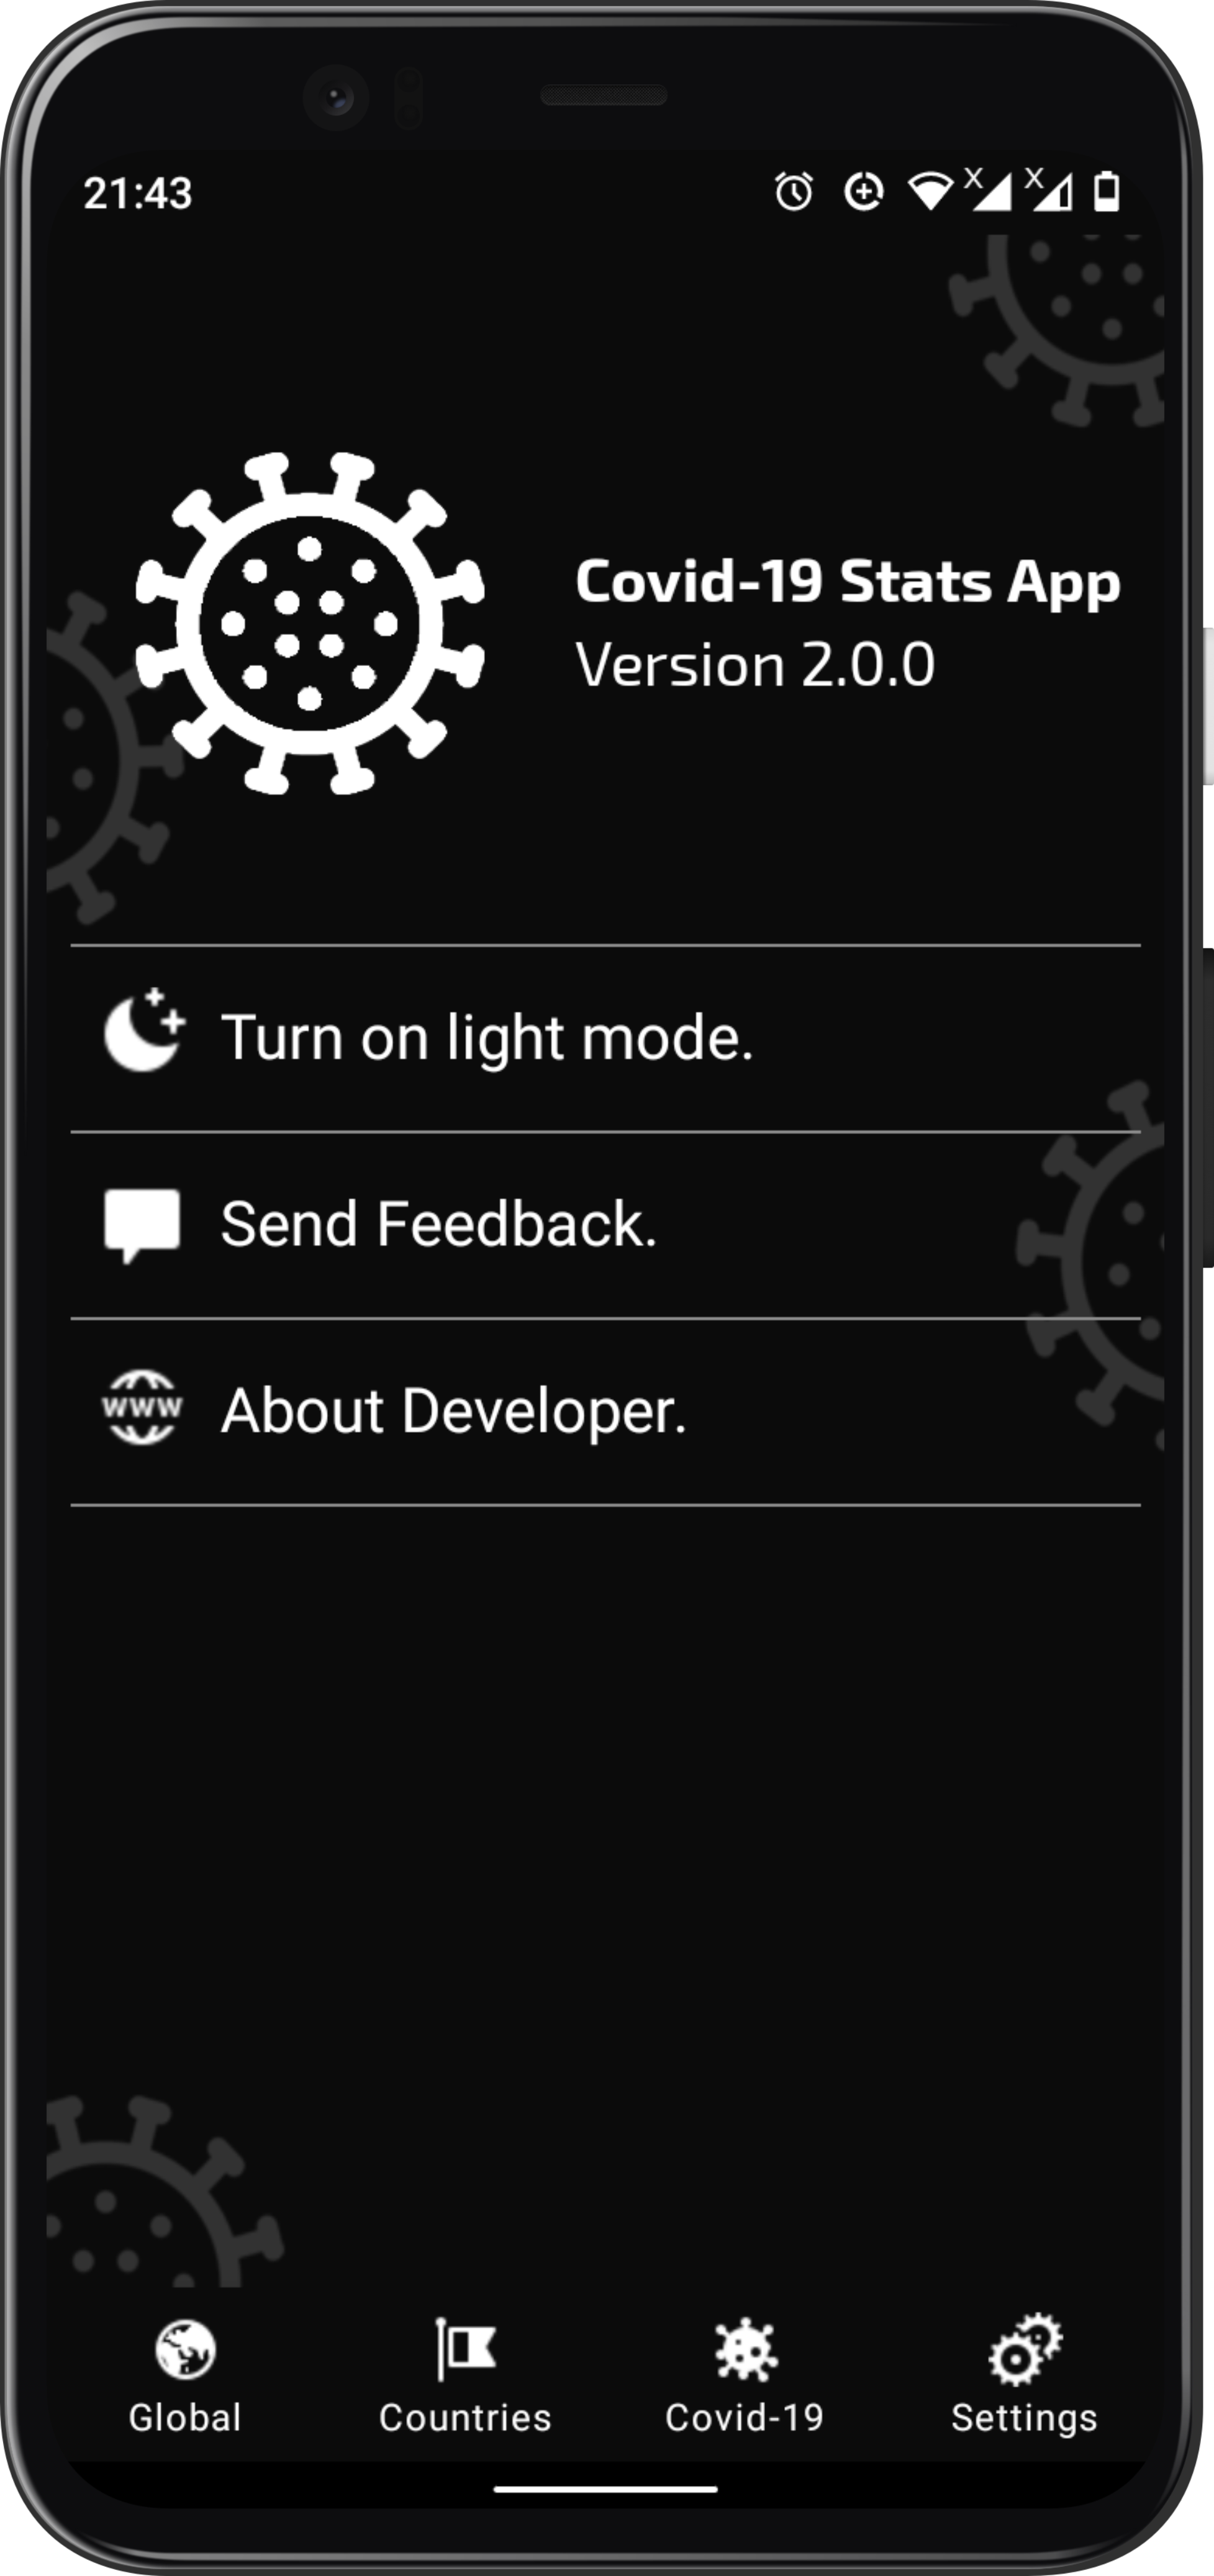 21:43
X X
Covid-19 Stats App
Version 2.0.0
Turn on light mode.
Send Feedback.
www
About Developer.
Global
Countries
Covid-19
Settings